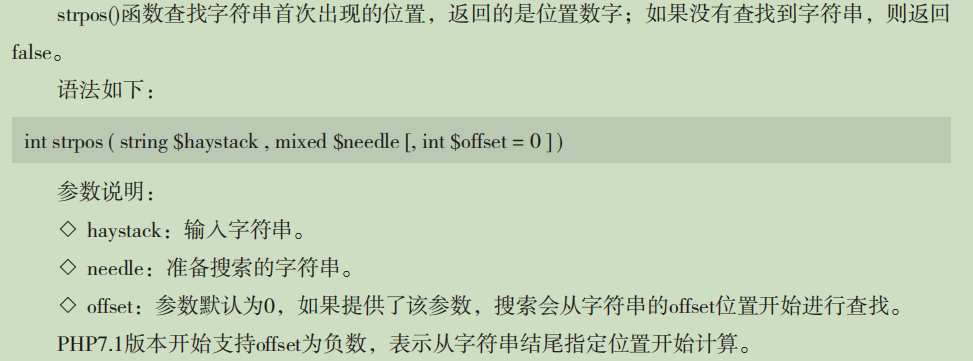 strpos()函数查找字符串首次出现的位置，返回的是位置数字；如果没有查找到字符串，则返回
false。
语法如下：
int strpos ( string $haystack , mixed $needle [, int $offset = 0 ] )
参数说明：
◇ haystack：输入字符串。
◇ needle：准备搜索的字符串。
◇ offset：参数默认为0，如果提供了该参数，搜索会从字符串的offset位置开始进行查找。
PHP7.1版本开始支持offset为负数，表示从字符串结尾指定位置开始计算。